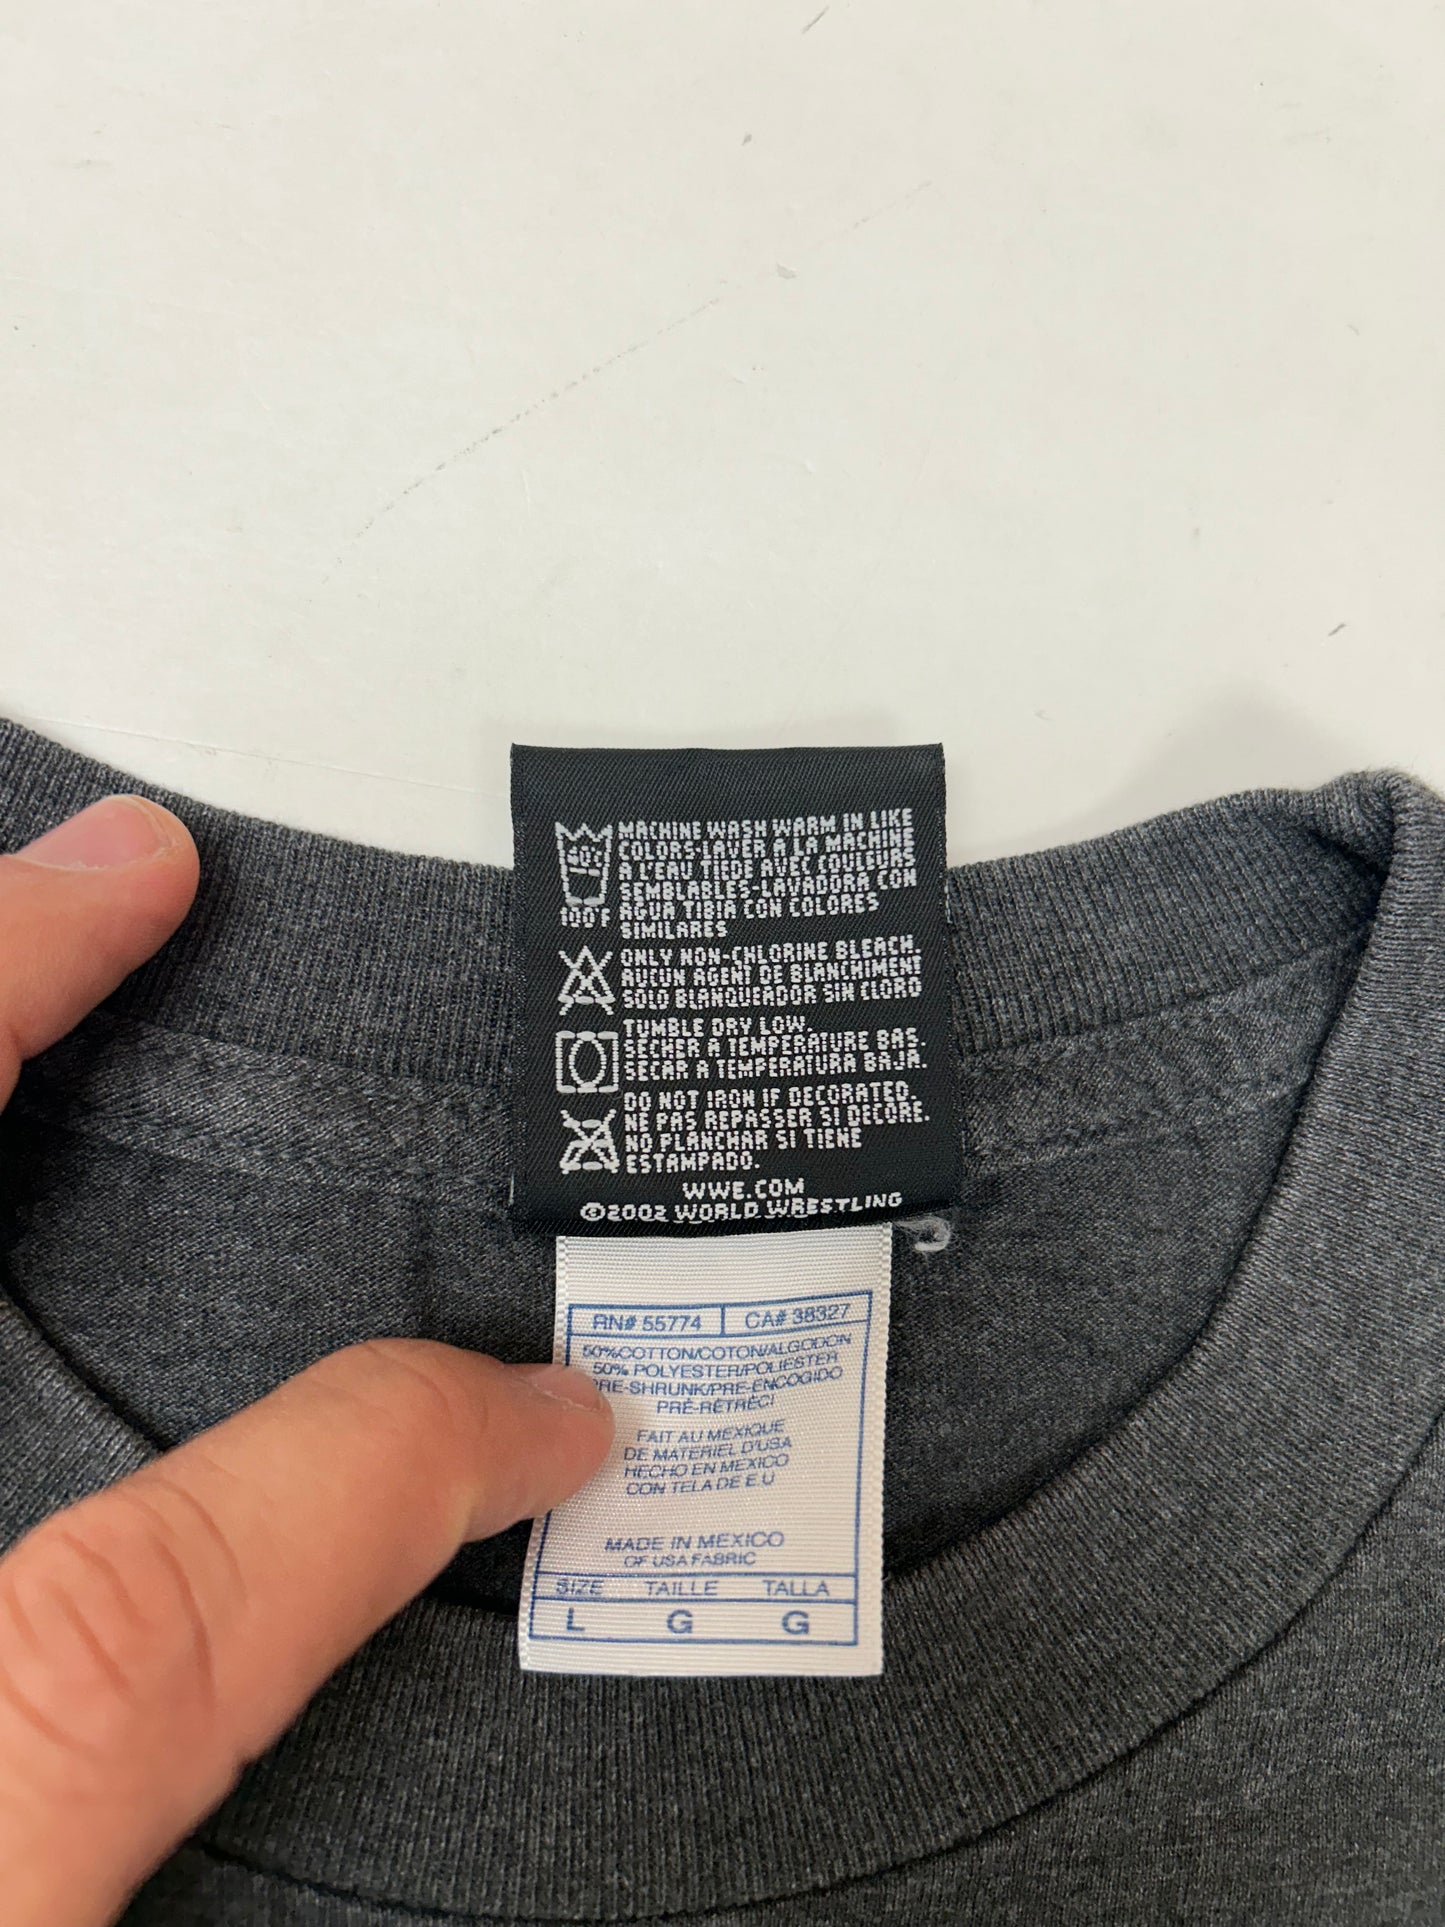 MACHINE WASH WARM IN LIKE
COLORS-LAVER A LA MACHINE
A L'EAU TIEDE AVEC COULEURS
SEMBLABLES-LAVADORA CON
AGUA TIBIA CON COLORES
SIMILARES
40°C
100°F
ONLY NON-CHLORINE BLEACH.
AUCUN AGENT DE BLANCHIMENT
SOLO BLANQUEADOR SIN CLORO
TUMBLE DRY LOW.
SECHER A TEMPERATURE BAS.
SECAR A TEMPERATURA BAJA.
DO NOT IRON IF DECORATED.
NE PAS REPASSER SI DECORE.
NO PLANCHAR SI TIENE
ESTAMPADO.
WWE.COM
©2002 WORLD WRESTLING
RN# 55774 CA# 38327
50%COTTON/COTON/ALGODON
50% POLYESTER/POLIESTER
PRE-SHRUNK/PRE-ENCOGIDO
PRÉ-RÉTRÉCI
FAIT AU MEXIQUE
DE MATERIEL D'USA
HECHO EN MEXICO
CON TELA DE E.U
MADE IN MEXICO
OF USA FABRIC
SIZE TAILLE TALLA
L G G